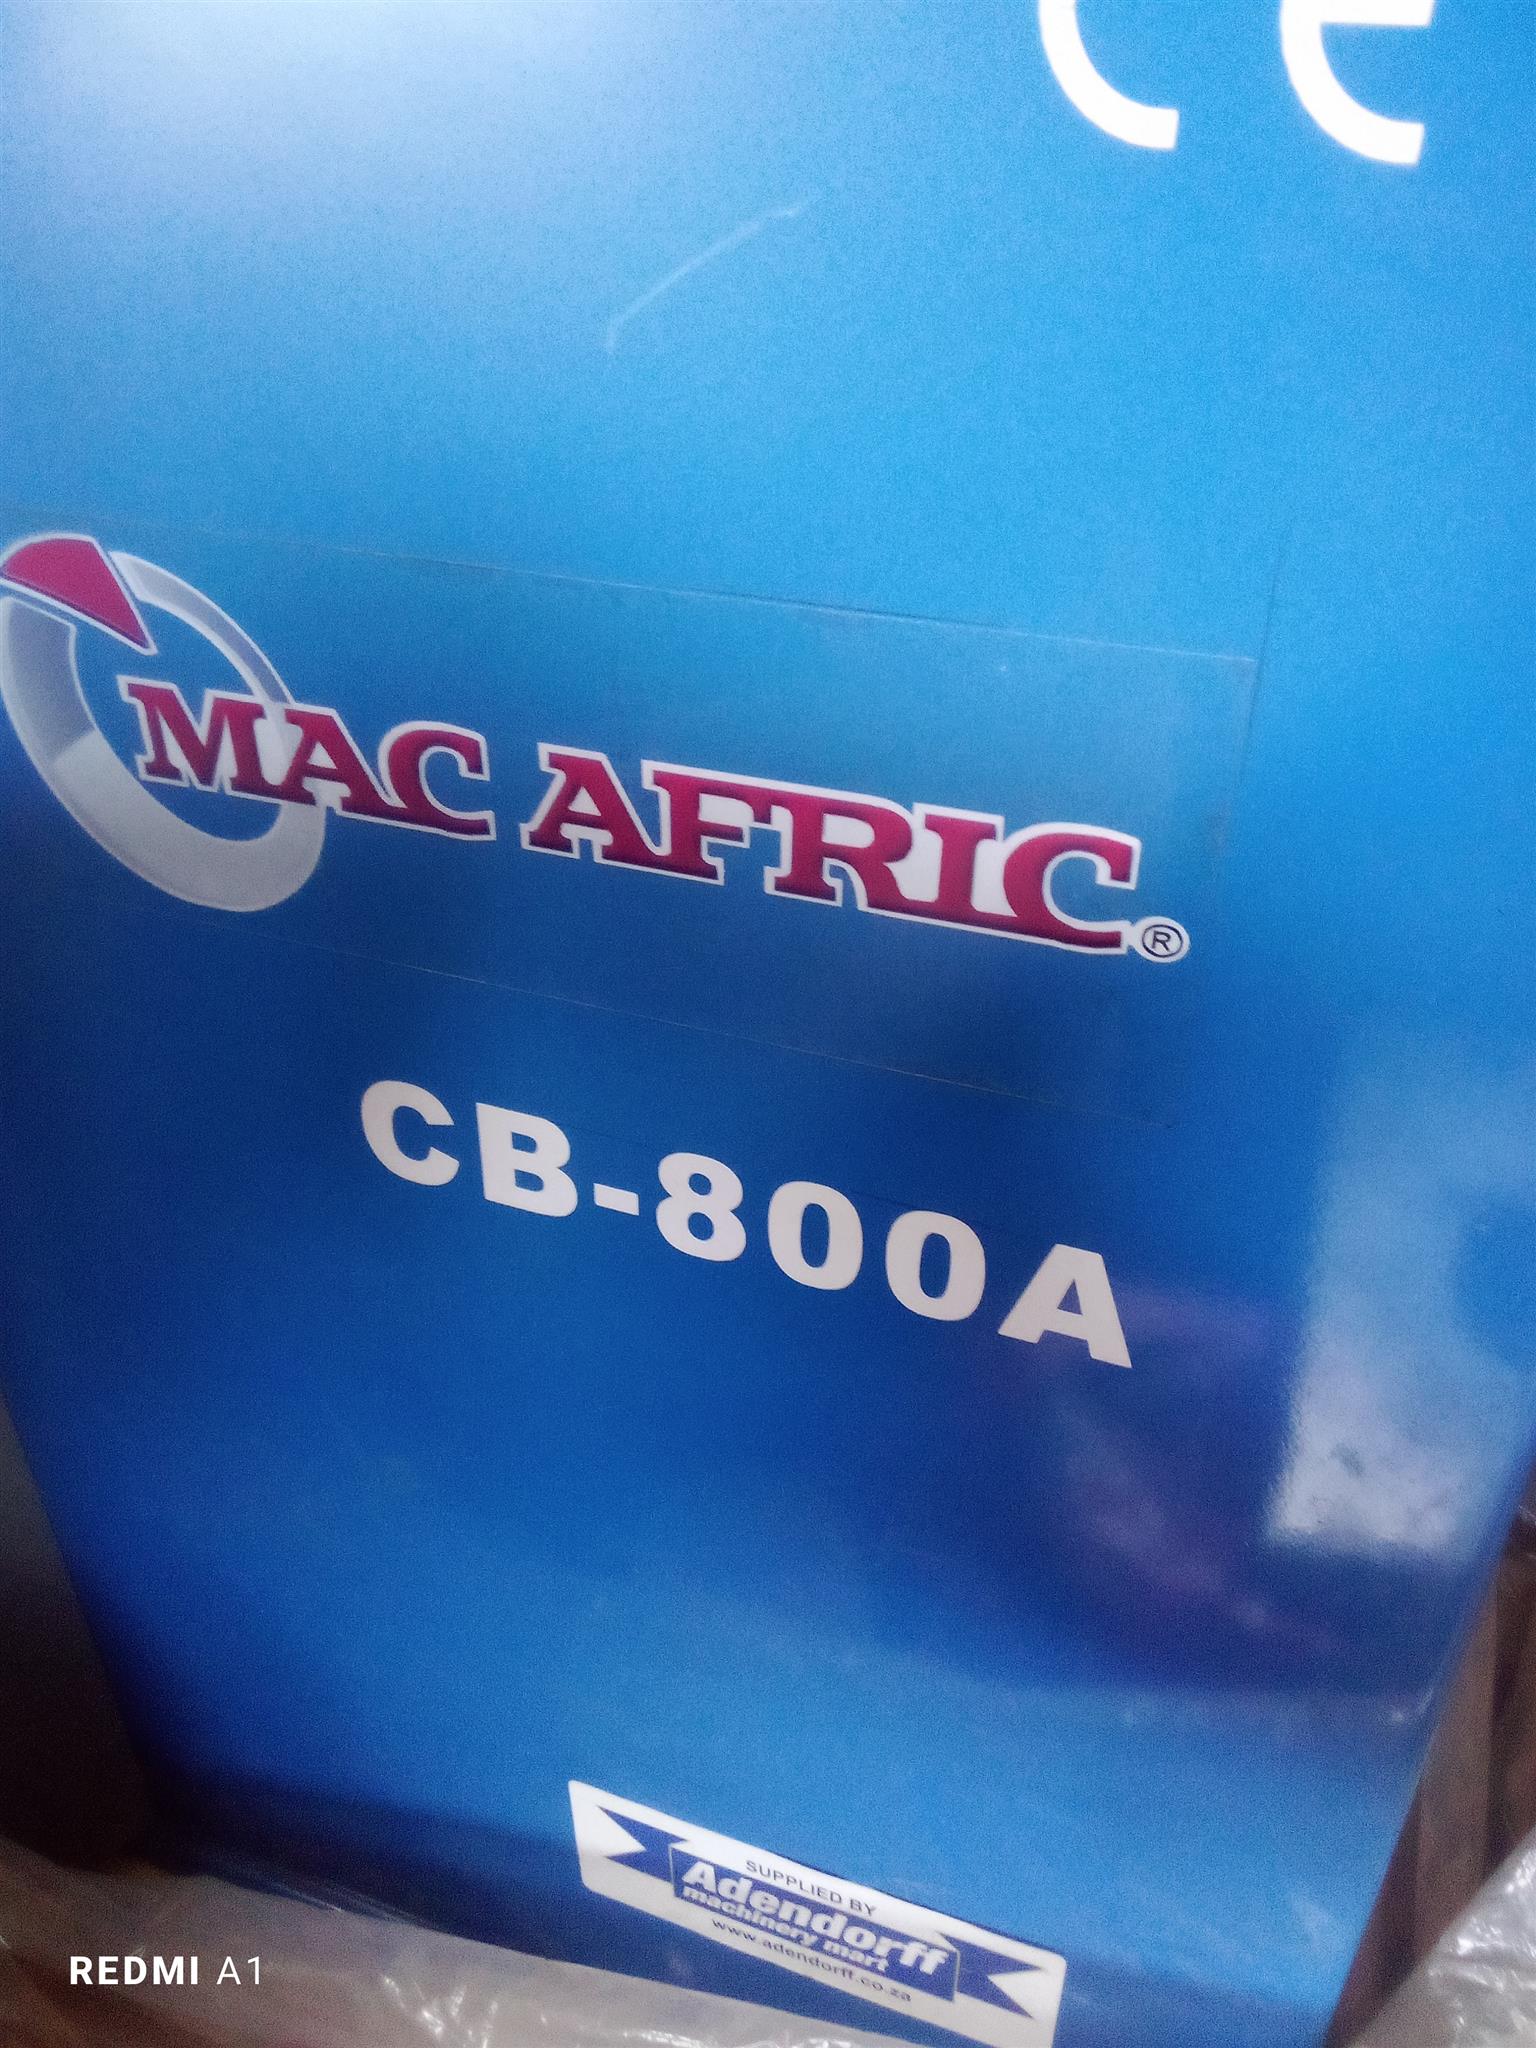 CE
MAC AFRIC®
CB-800A
SUPPLIED BY
Adendorff
machinery mart
www.adendorff.co.za
REDMI A1